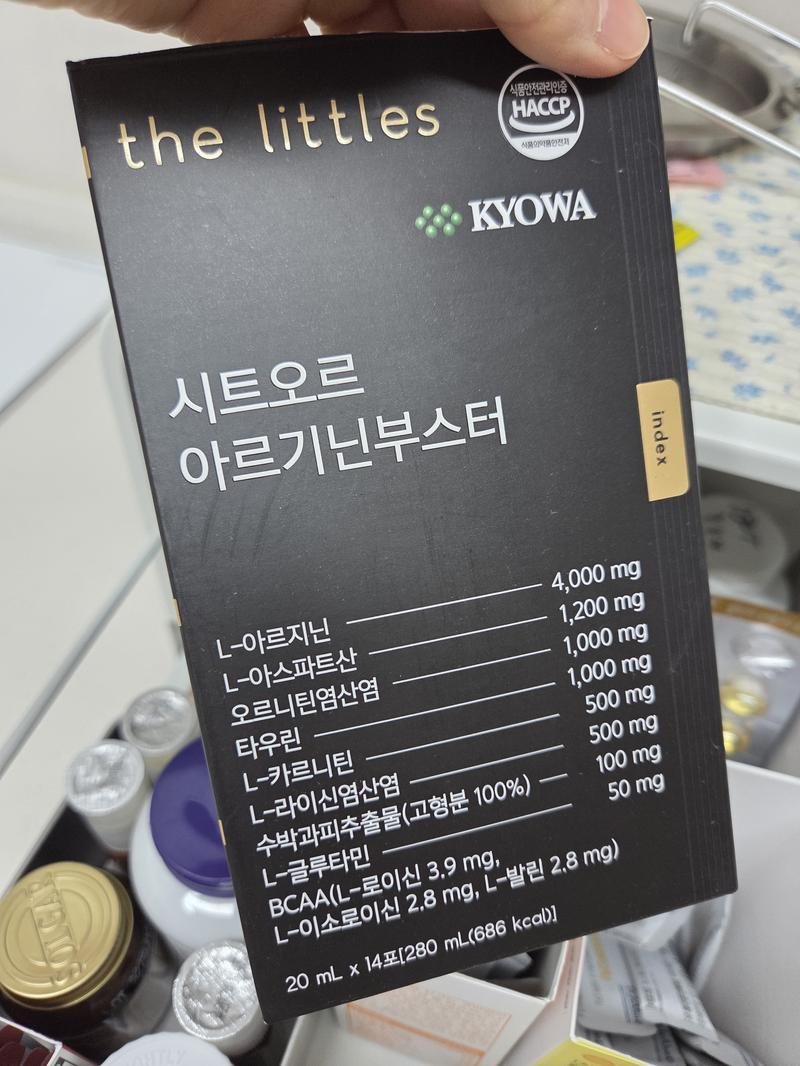 the littles
식품안전관리인증
HACCP
식품의약품안전처
KYOWA
시트오르
아르기닌부스터
index
L-아르지닌 4,000 mg
L-아스파트산 1,200 mg
오르니틴염산염 1,000 mg
타우린 1,000 mg
L-카르니틴 500 mg
L-라이신염산염 500 mg
수박과피추출물(고형분 100%) 100 mg
L-글루타민 50 mg
BCAA(L-로이신 3.9 mg,
L-이소로이신 2.8 mg, L-발린 2.8 mg)
20 mL x 14포[280 mL(686 kcal)]
SOLGAR